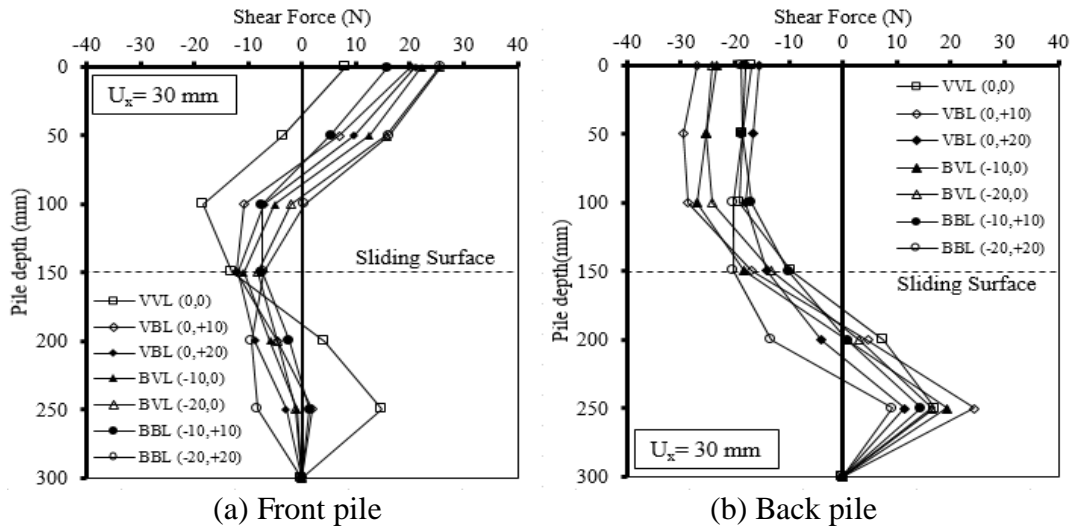 Shear Force (N)
-40 -30 -20 -10 0 10 20 30 40
0
50
100
150
200
250
300
Pile depth (mm)
Uₓ= 30 mm
Sliding Surface
VVL (0,0)
VBL (0,+10)
VBL (0,+20)
BVL (-10,0)
BVL (-20,0)
BBL (-10,+10)
BBL (-20,+20)
(a) Front pile
Shear Force (N)
-40 -30 -20 -10 0 10 20 30 40
0
50
100
150
200
250
300
Pile depth(mm)
VVL (0,0)
VBL (0,+10)
VBL (0,+20)
BVL (-10,0)
BVL (-20,0)
BBL (-10,+10)
BBL (-20,+20)
Sliding Surface
Uₓ= 30 mm
(b) Back pile